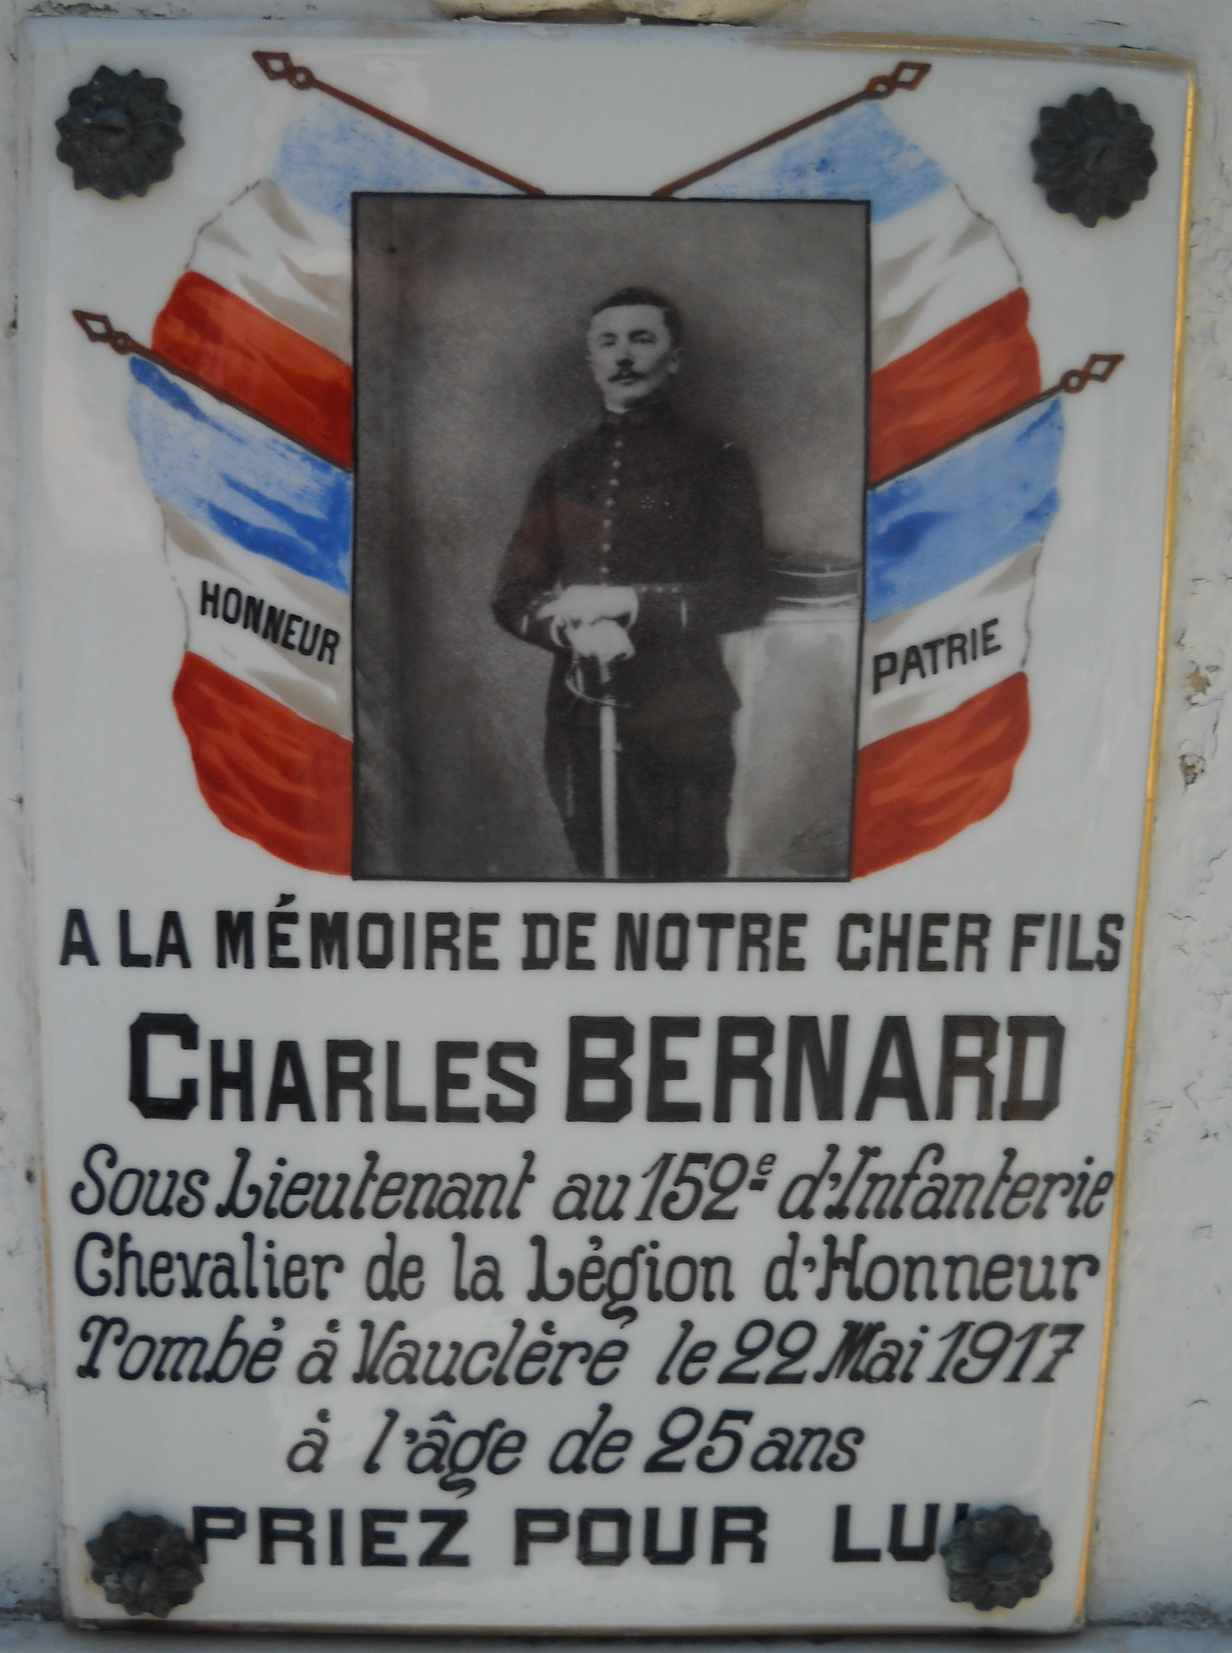 HONNEUR
PATRIE
A LA MÉMOIRE DE NOTRE CHER FILS
CHARLES BERNARD
Sous Lieutenant au 152e d'Infanterie
Chevalier de la Légion d'Honneur
Tombé à Vauclère le 22 Mai 1917
à l'âge de 25 ans
PRIEZ POUR LUI